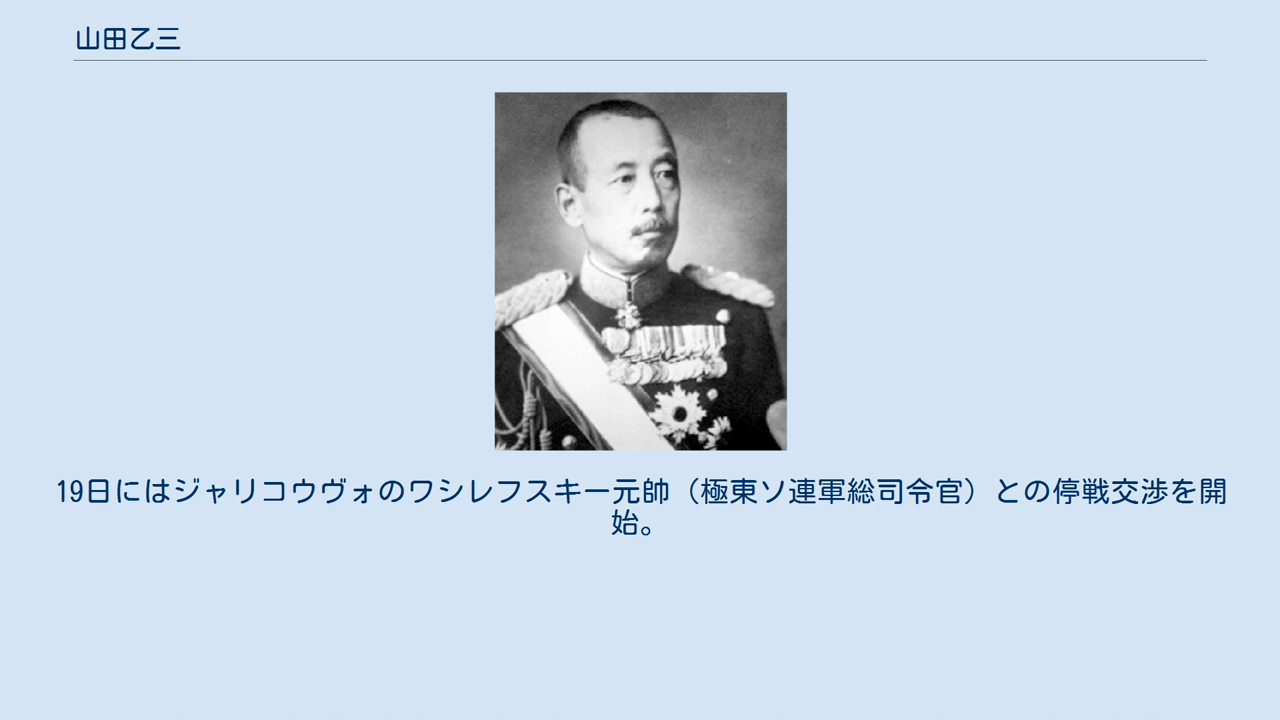 山田乙三
19日にはジャリコウヴォのワシレフスキー元帥（極東ソ連軍総司令官）との停戦交渉を開
始。